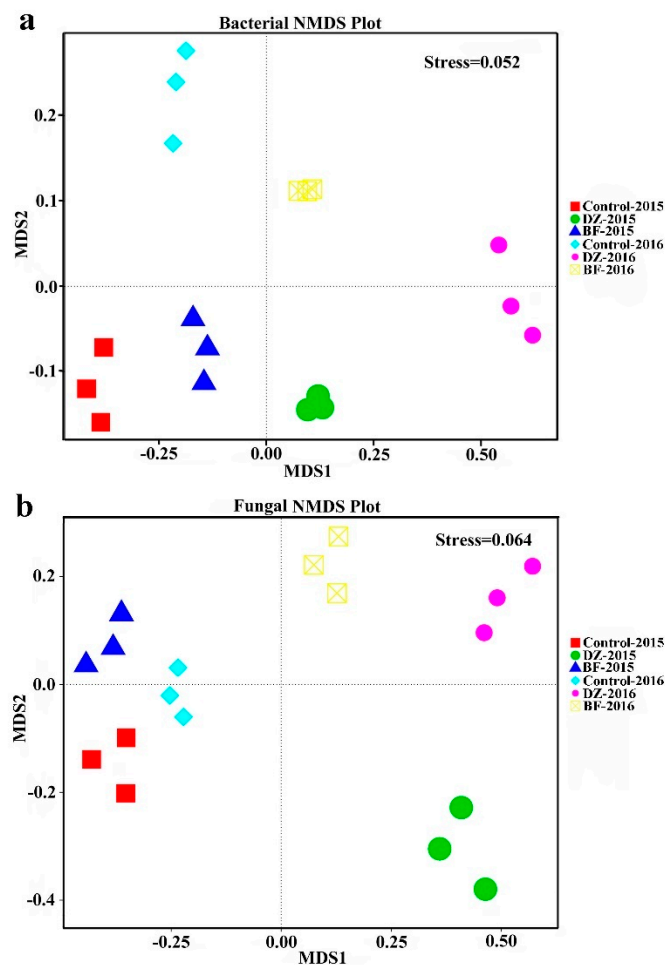 a
Bacterial NMDS Plot
Stress=0.052
0.2
0.1
0.0
-0.1
MDS2
-0.25
0.00
0.25
0.50
MDS1
Control-2015
DZ-2015
BF-2015
Control-2016
DZ-2016
BF-2016
b
Fungal NMDS Plot
Stress=0.064
0.2
0.0
-0.2
-0.4
MDS2
-0.25
0.00
0.25
0.50
MDS1
Control-2015
DZ-2015
BF-2015
Control-2016
DZ-2016
BF-2016